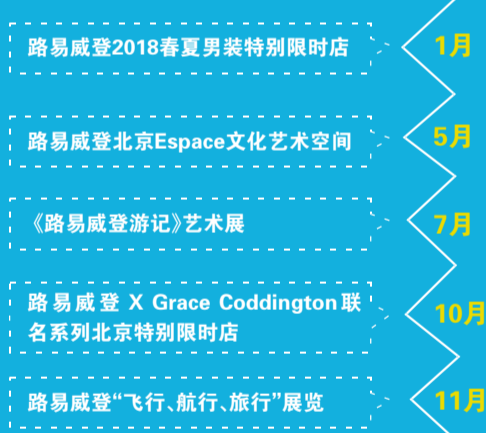 路易威登2018春夏男装特别限时店
1月
路易威登北京Espace文化艺术空间
5月
《路易威登游记》艺术展
7月
路易威登 X Grace Coddington联
名系列北京特别限时店
10月
路易威登“飞行、航行、旅行”展览
11月